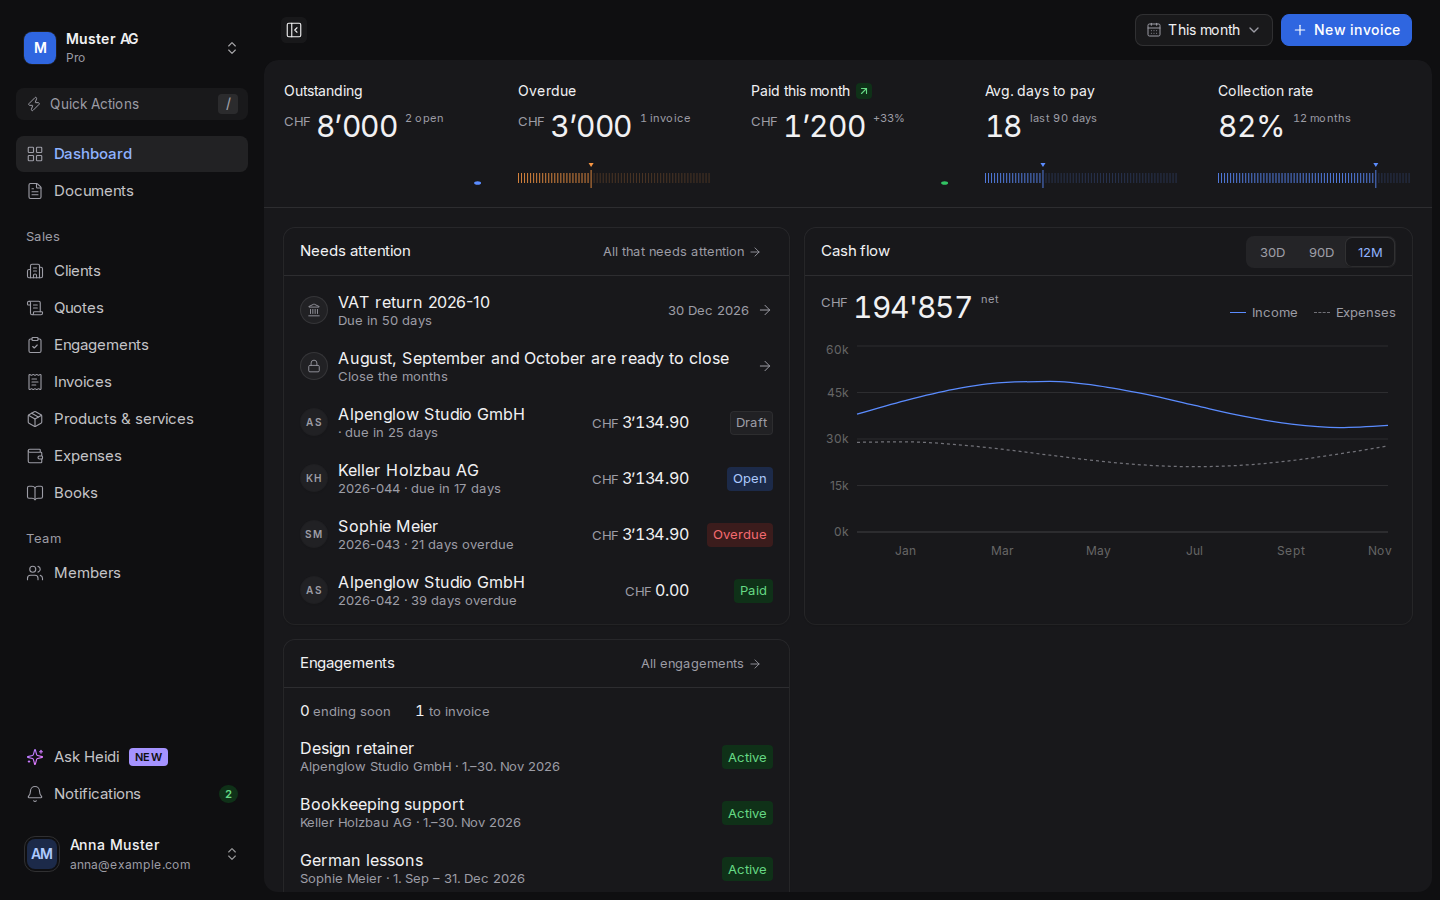 M
Muster AG
Pro
Quick Actions /
Dashboard
Documents
Sales
Clients
Quotes
Engagements
Invoices
Products & services
Expenses
Books
Team
Members
Ask Heidi NEW
Notifications 2
AM
Anna Muster
anna@example.com
This month
New invoice
Outstanding
CHF 8’000 2 open
Overdue
CHF 3’000 1 invoice
Paid this month
CHF 1’200 +33%
Avg. days to pay
18 last 90 days
Collection rate
82% 12 months
Needs attention All that needs attention →
VAT return 2026-10
Due in 50 days
30 Dec 2026 →
August, September and October are ready to close →
Close the months
AS
Alpenglow Studio GmbH
· due in 25 days
CHF 3’134.90 Draft
KH
Keller Holzbau AG
2026-044 · due in 17 days
CHF 3’134.90 Open
SM
Sophie Meier
2026-043 · 21 days overdue
CHF 3’134.90 Overdue
AS
Alpenglow Studio GmbH
2026-042 · 39 days overdue
CHF 0.00 Paid
Cash flow 30D 90D 12M
CHF 194'857 net
Income Expenses
60k
45k
30k
15k
0k
Jan Mar May Jul Sept Nov
Engagements All engagements →
0 ending soon 1 to invoice
Design retainer
Alpenglow Studio GmbH · 1.–30. Nov 2026
Active
Bookkeeping support
Keller Holzbau AG · 1.–30. Nov 2026
Active
German lessons
Sophie Meier · 1. Sep – 31. Dec 2026
Active